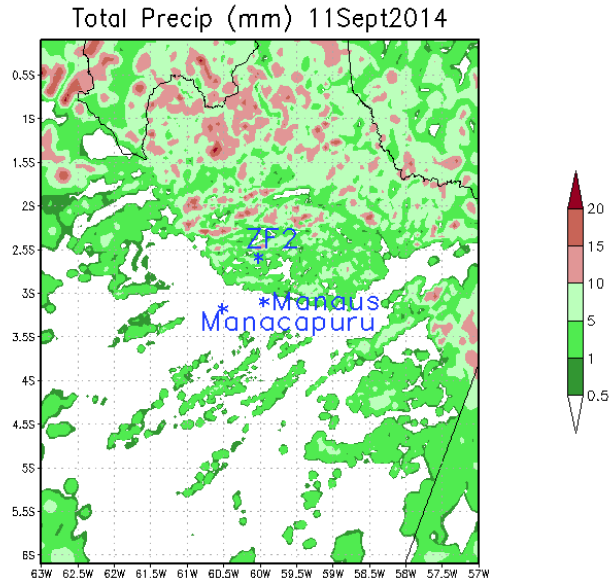 Total Precip (mm) 11Sept2014
0.5S
1S
1.5S
2S
2.5S
3S
3.5S
4S
4.5S
5S
5.5S
6S
63W 62.5W 62W 61.5W 61W 60.5W 60W 59.5W 59W 58.5W 58W 57.5W 57W
ZF2
Manaus
Manacapuru
20
15
10
5
1
0.5